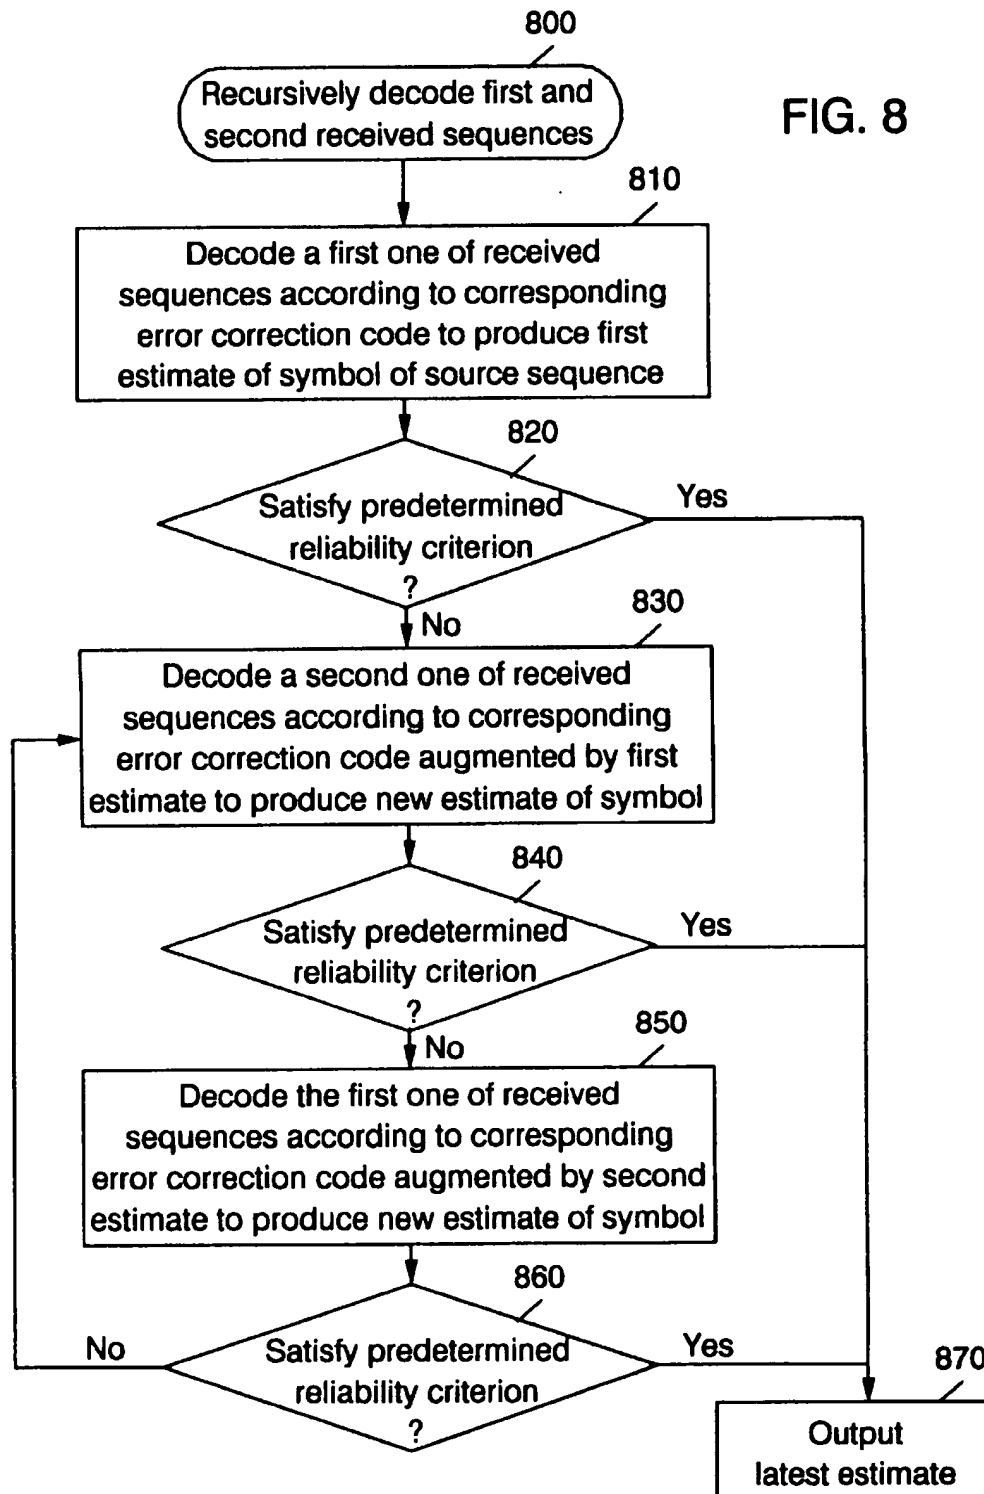 800
Recursively decode first and
second received sequences
FIG. 8
810
Decode a first one of received
sequences according to corresponding
error correction code to produce first
estimate of symbol of source sequence
820
Satisfy predetermined
reliability criterion
?
Yes
No
830
Decode a second one of received
sequences according to corresponding
error correction code augmented by first
estimate to produce new estimate of symbol
840
Satisfy predetermined
reliability criterion
?
Yes
No
850
Decode the first one of received
sequences according to corresponding
error correction code augmented by second
estimate to produce new estimate of symbol
860
Satisfy predetermined
reliability criterion
?
No
Yes
870
Output
latest estimate